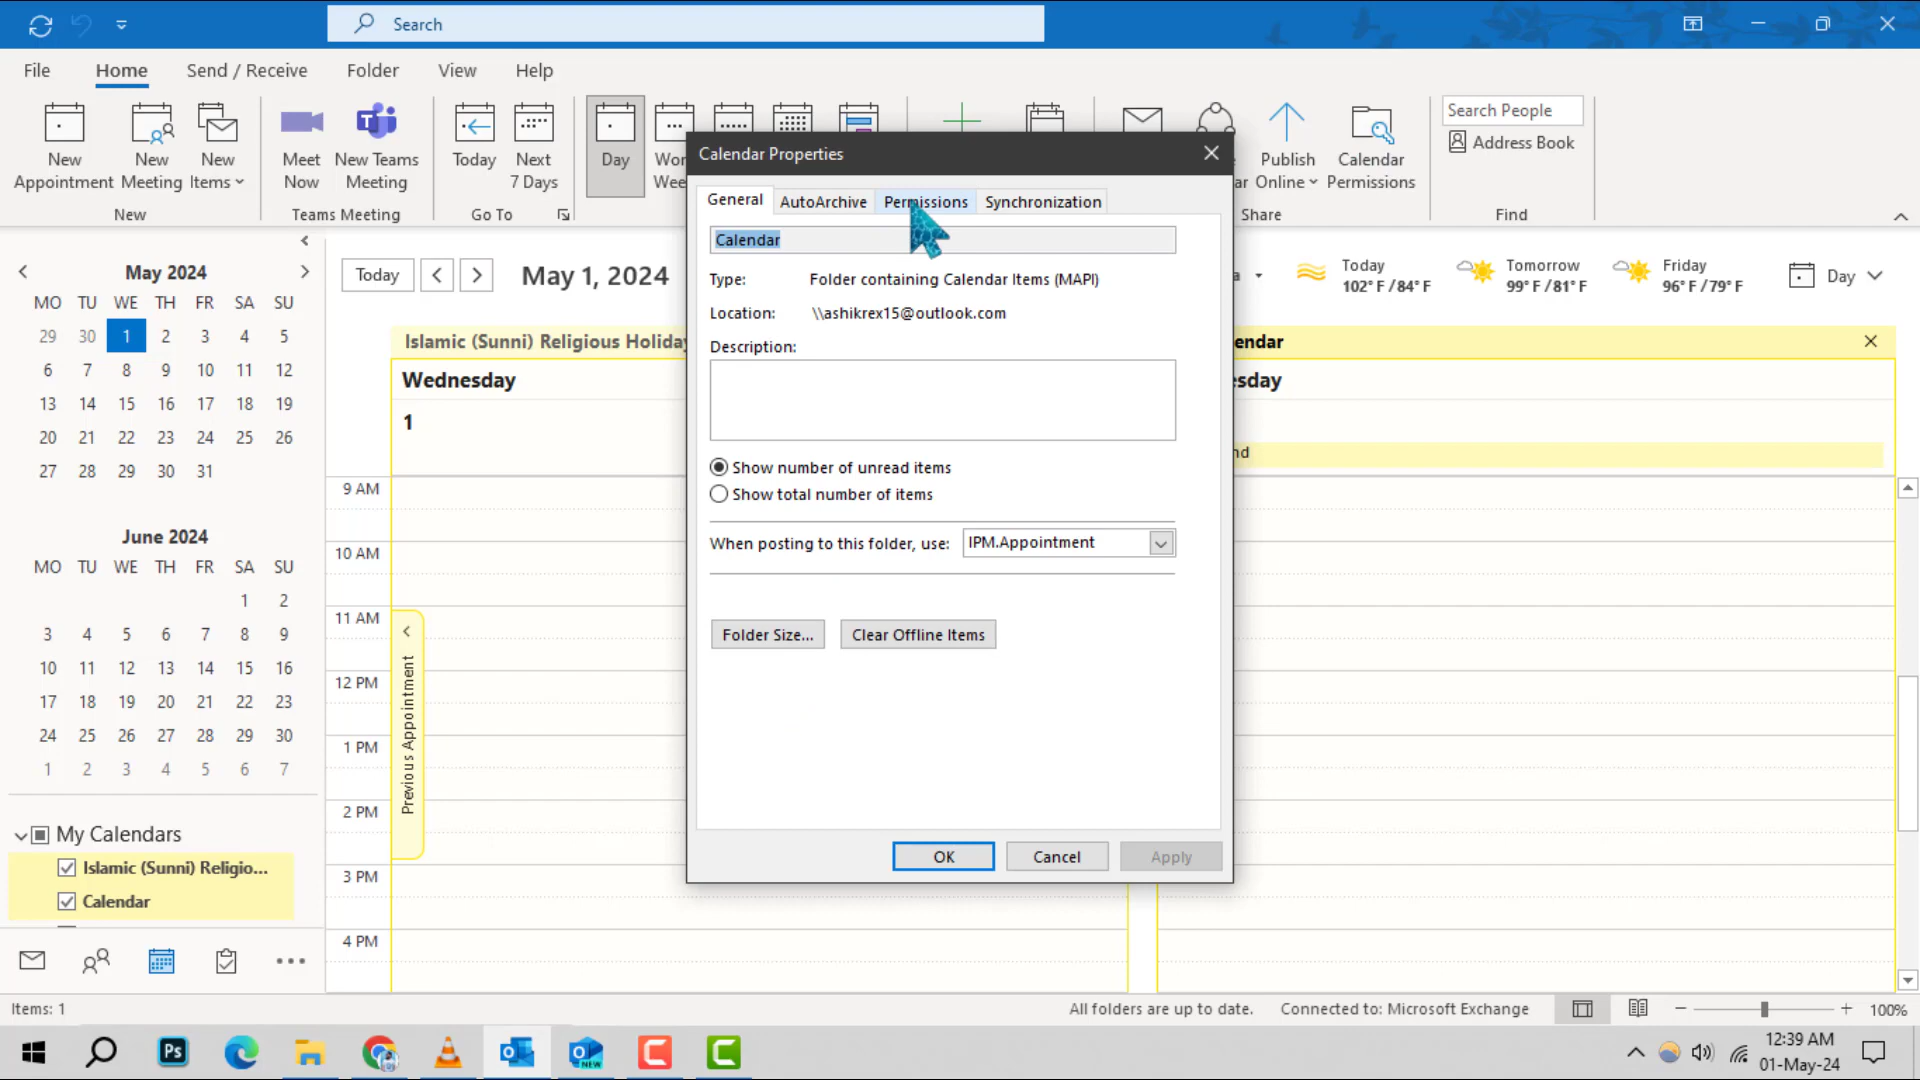 Search
File
Home
Send / Receive
Folder
View
Help
New
Appointment
New
Meeting
New
Items
New
Meet
Now
New Teams
Meeting
Teams Meeting
Today
Next
7 Days
Go To
Day
Publish
Online
Calendar
Permissions
Share
Search People
Address Book
Find
Calendar Properties
General
AutoArchive
Permissions
Synchronization
Calendar
Type: Folder containing Calendar Items (MAPI)
Location: \\ashikrex15@outlook.com
Description:
Show number of unread items
Show total number of items
When posting to this folder, use: IPM.Appointment
Folder Size...
Clear Offline Items
OK
Cancel
Apply
May 2024
MO TU WE TH FR SA SU
29 30 1 2 3 4 5
6 7 8 9 10 11 12
13 14 15 16 17 18 19
20 21 22 23 24 25 26
27 28 29 30 31
June 2024
MO TU WE TH FR SA SU
1 2
3 4 5 6 7 8 9
10 11 12 13 14 15 16
17 18 19 20 21 22 23
24 25 26 27 28 29 30
1 2 3 4 5 6 7
My Calendars
Islamic (Sunni) Religio...
Calendar
Today
May 1, 2024
Today
102° F /84° F
Tomorrow
99° F /81° F
Friday
96° F /79° F
Day
Islamic (Sunni) Religious Holiday
Wednesday
1
9 AM
10 AM
11 AM
12 PM
1 PM
2 PM
3 PM
4 PM
Previous Appointment
Items: 1
All folders are up to date.
Connected to: Microsoft Exchange
100%
Ps
NEW
12:39 AM
01-May-24